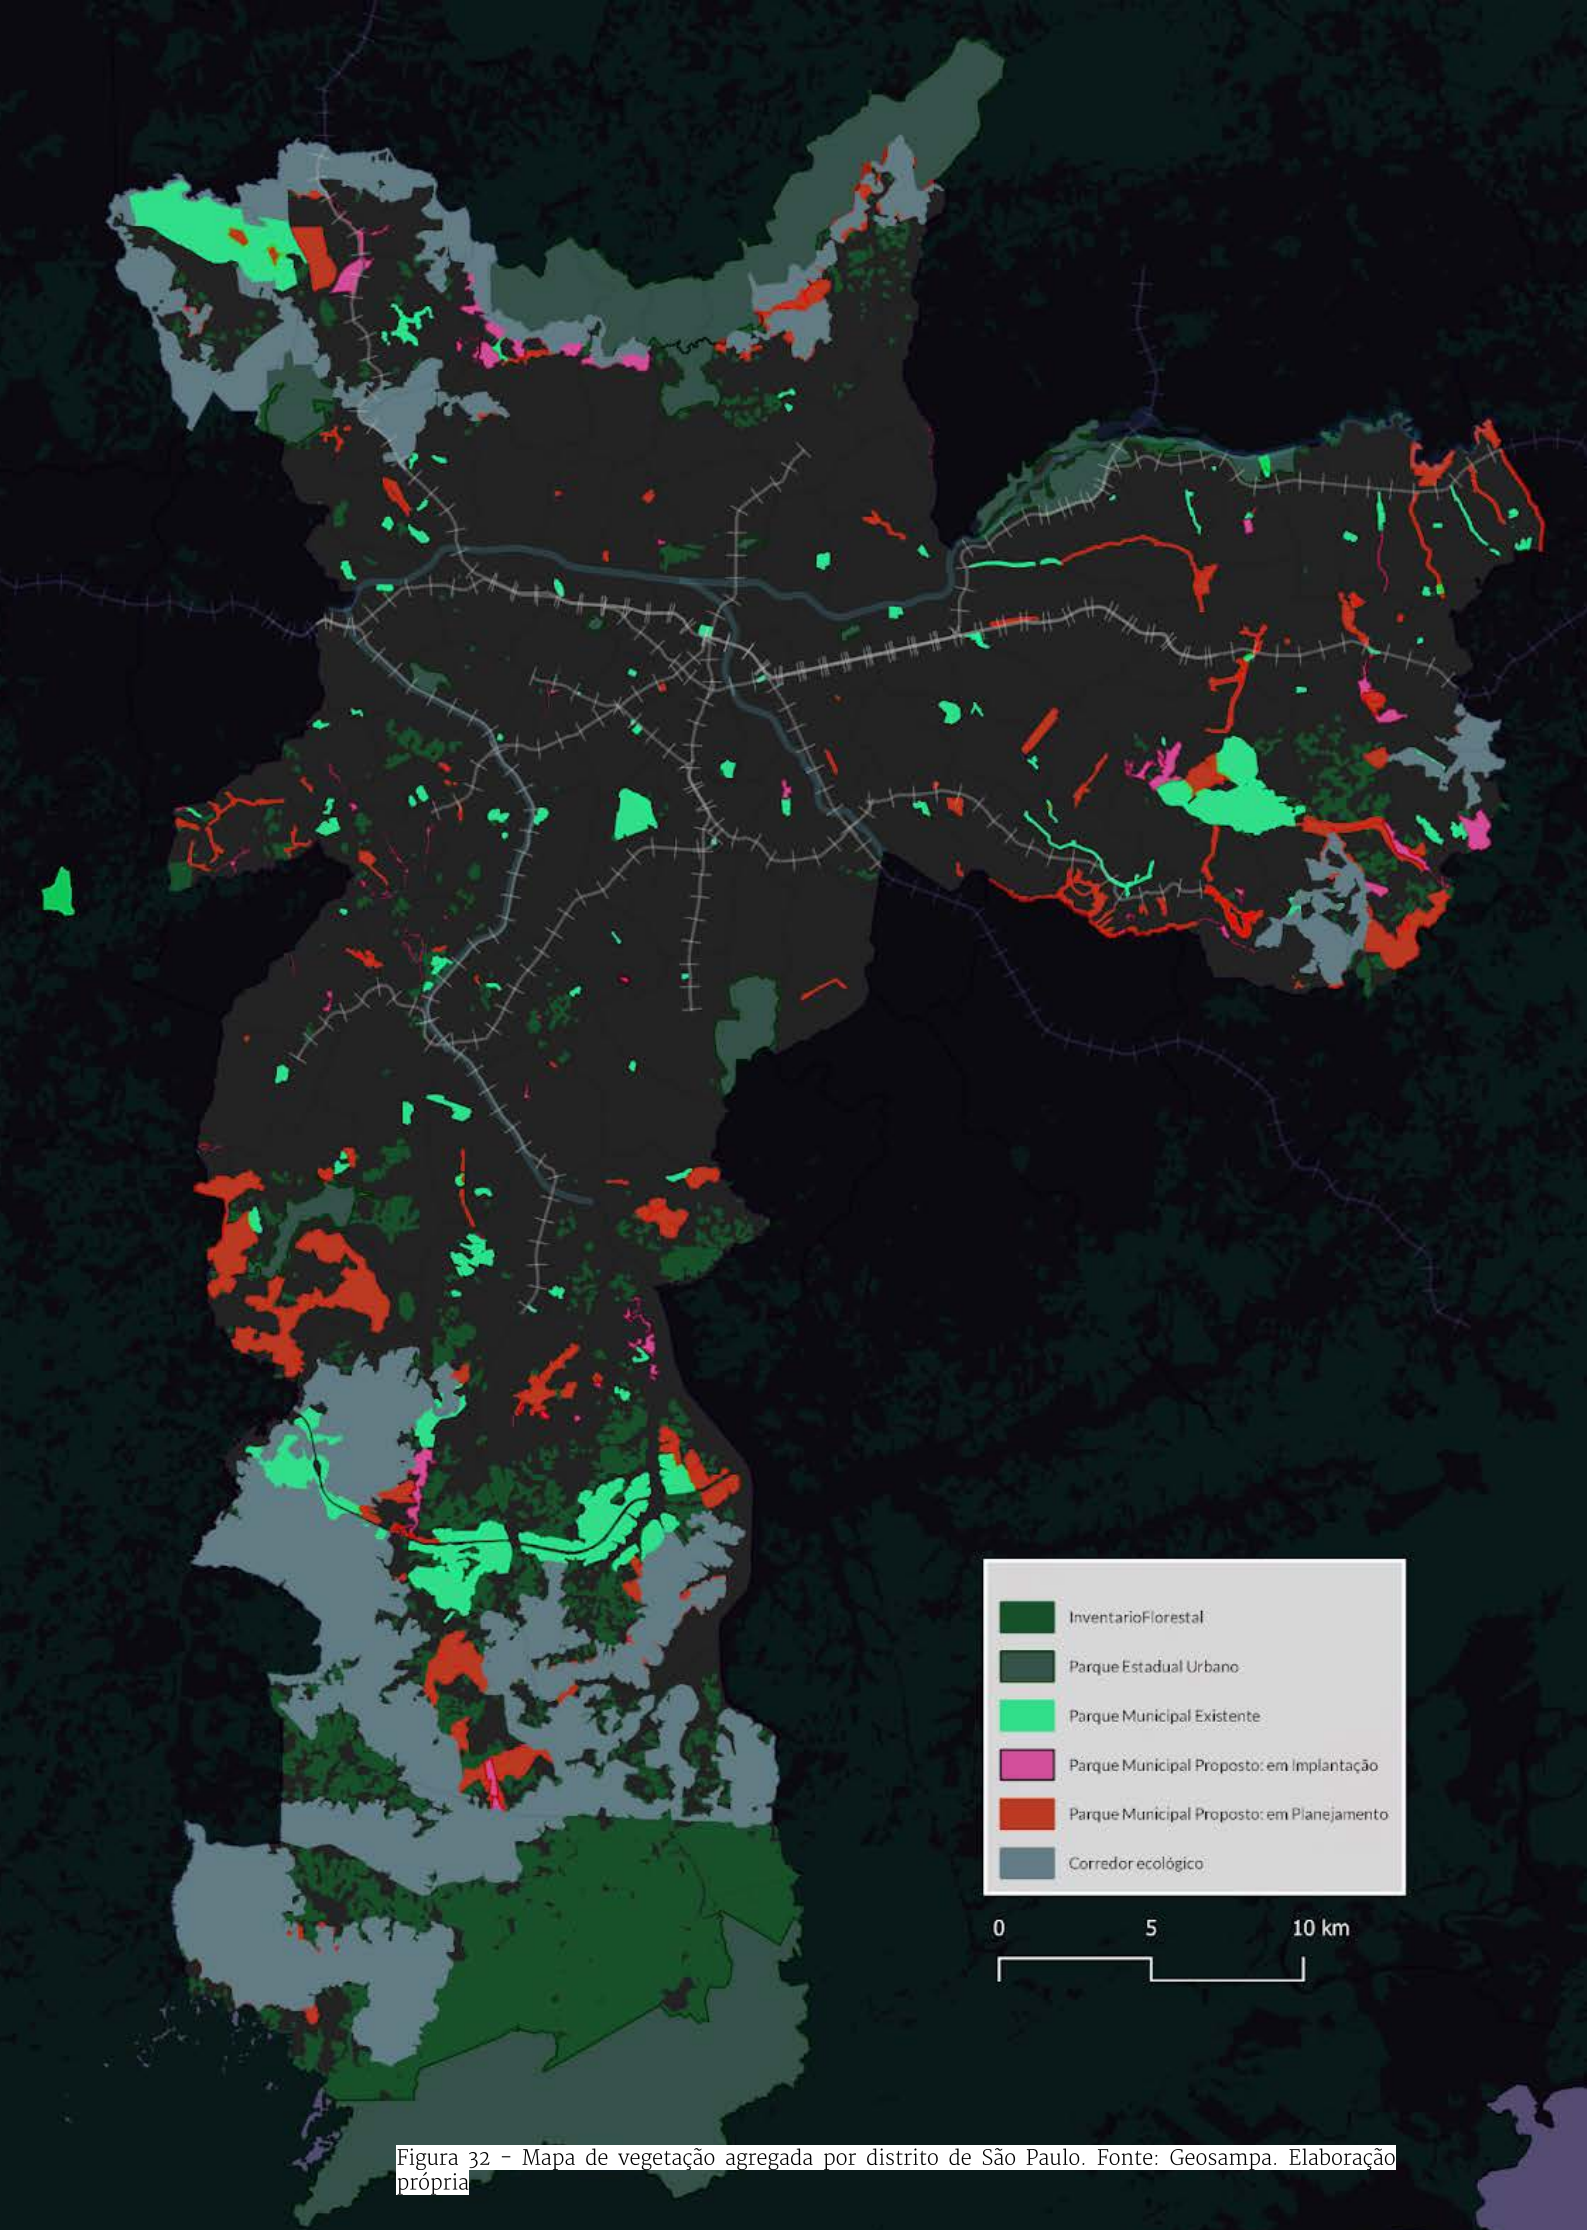 InventarioFlorestal
Parque Estadual Urbano
Parque Municipal Existente
Parque Municipal Proposto: em Implantação
Parque Municipal Proposto: em Planejamento
Corredor ecológico
0 5 10 km
Figura 32 - Mapa de vegetação agregada por distrito de São Paulo. Fonte: Geosampa. Elaboração
própria